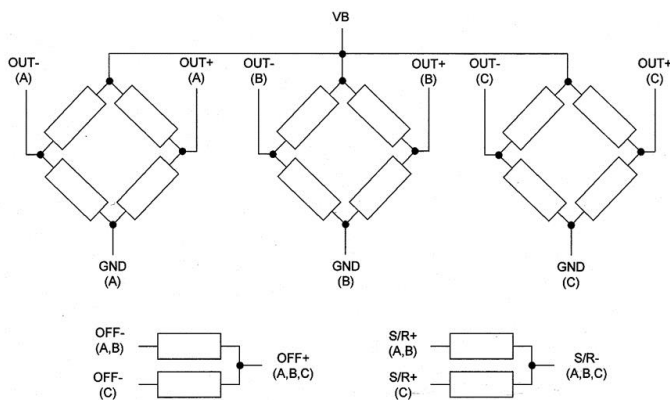 VB
OUT-
(A)
OUT+
(A)
OUT-
(B)
OUT+
(B)
OUT-
(C)
OUT+
(C)
GND
(A)
GND
(B)
GND
(C)
OFF-
(A,B)
OFF-
(C)
OFF+
(A,B,C)
S/R+
(A,B)
S/R+
(C)
S/R-
(A,B,C)